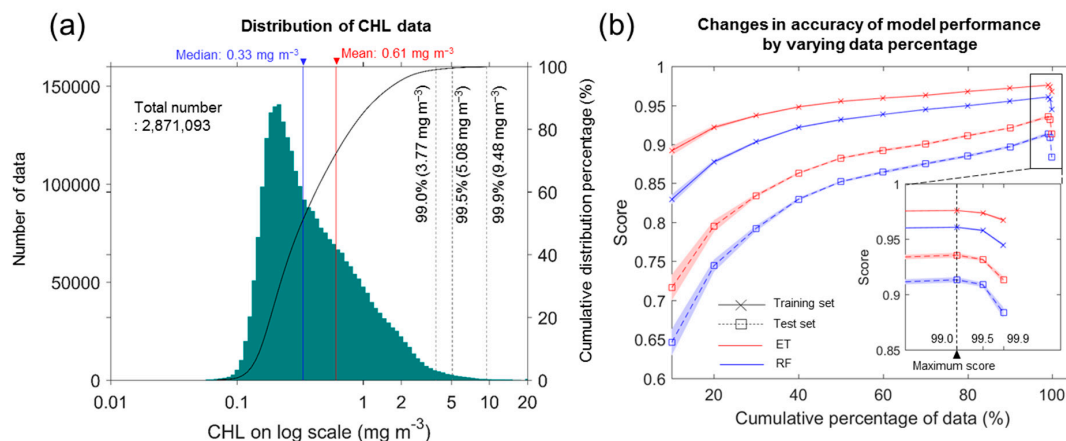 (a)
Distribution of CHL data
Median: 0.33 mg m⁻³
Mean: 0.61 mg m⁻³
Total number
: 2,871,093
99.0% (3.77 mg m⁻³)
99.5% (5.08 mg m⁻³)
99.9% (9.48 mg m⁻³)
Number of data
150000
100000
50000
0
Cumulative distribution percentage (%)
100
80
60
40
20
0
0.01
0.1
1
2
5
10
20
CHL on log scale (mg m⁻³)
(b)
Changes in accuracy of model performance
by varying data percentage
Score
1
0.95
0.9
0.85
0.8
0.75
0.7
0.65
0.6
20
40
60
80
100
Cumulative percentage of data (%)
Training set
Test set
ET
RF
Score
1
0.95
0.9
0.85
99.0
99.5
99.9
Maximum score